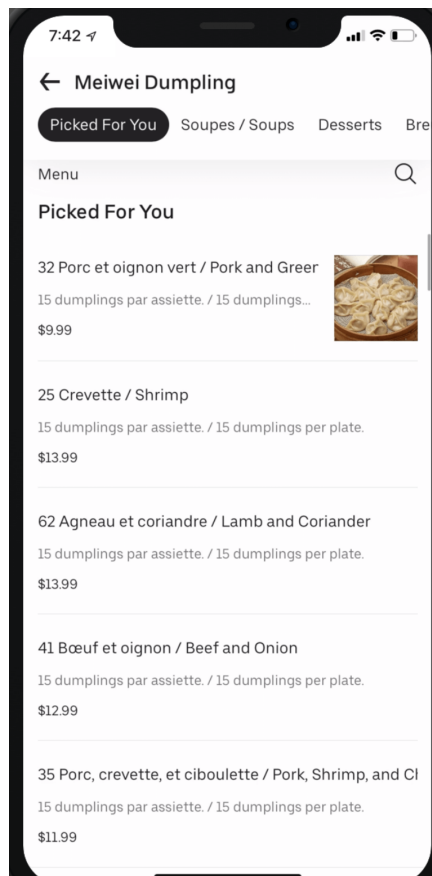 7:42
Meiwei Dumpling
Picked For You Soupes / Soups Desserts Bre
Menu
Picked For You
32 Porc et oignon vert / Pork and Greer
15 dumplings par assiette. / 15 dumplings...
$9.99
25 Crevette / Shrimp
15 dumplings par assiette. / 15 dumplings per plate.
$13.99
62 Agneau et coriandre / Lamb and Coriander
15 dumplings par assiette. / 15 dumplings per plate.
$13.99
41 Bœuf et oignon / Beef and Onion
15 dumplings par assiette. / 15 dumplings per plate.
$12.99
35 Porc, crevette, et ciboulette / Pork, Shrimp, and Cl
15 dumplings par assiette. / 15 dumplings per plate.
$11.99